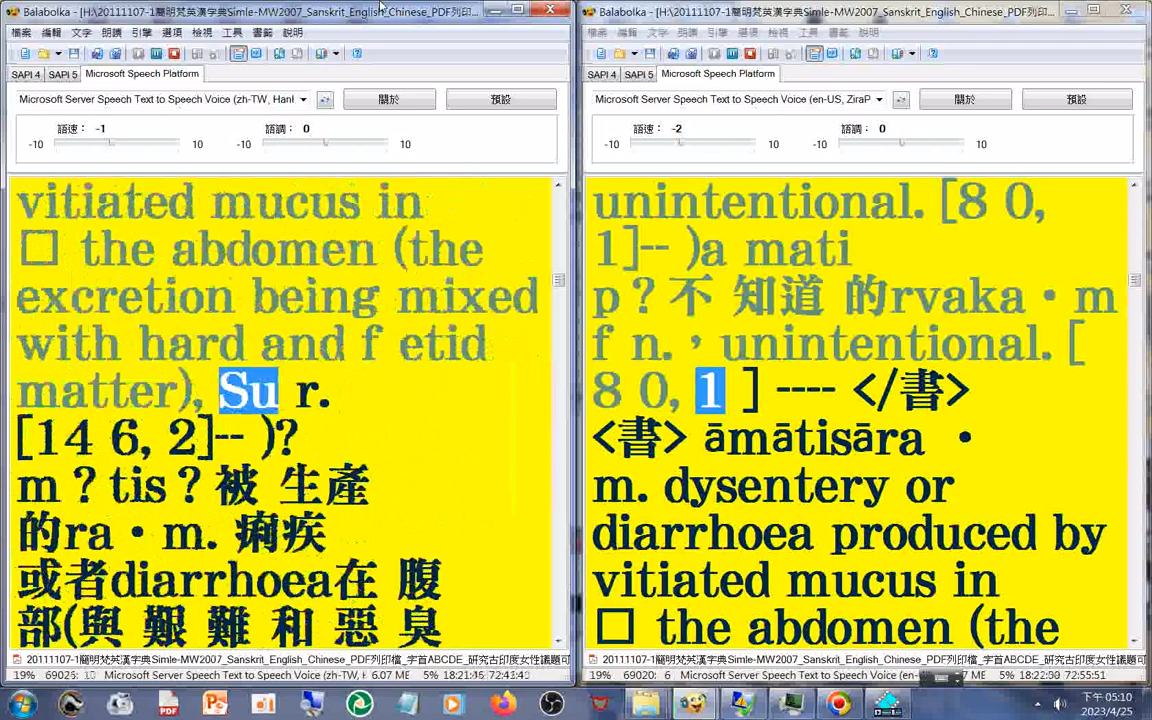 Balabolka - [H:\20111107-1簡明梵英漢字典Simle-MW2007_Sanskrit_English_Chinese_PDF列印...
檔案 編輯 文字 朗讀 引擎 選項 檢視 工具 書籤 說明
SAPI 4 SAPI 5 Microsoft Speech Platform
Microsoft Server Speech Text to Speech Voice (zh-TW, Hanl
關於 預設
語速： -1 語調： 0
-10 10 -10 10
vitiated mucus in
□ the abdomen (the
excretion being mixed
with hard and f etid
matter), Su r.
[14 6, 2]-- )?
m？tis？被 生產
的ra・m. 痢疾
或者diarrhoea在 腹
部(與 艱 難 和 惡 臭
20111107-1簡明梵英漢字典Simle-MW2007_Sanskrit_English_Chinese_PDF列印檔_字首ABCDE_研究古印度女性議題可
19% 69025: 10 Microsoft Server Speech Text to Speech Voice (zh-TW, H 6.07 ME 5%
Balabolka - [H:\20111107-1簡明梵英漢字典Simle-MW2007_Sanskrit_English_Chinese_PDF列印...
檔案 編輯 文字 朗讀 引擎 選項 檢視 工具 書籤 說明
SAPI 4 SAPI 5 Microsoft Speech Platform
Microsoft Server Speech Text to Speech Voice (en-US, ZiraP
關於 預設
語速： -2 語調： 0
-10 10 -10 10
unintentional. [8 0,
1]-- )a mati
p？不 知道 的rvaka・m
f n.，unintentional. [
8 0, 1 ] ---- </書>
<書> āmātisāra ・
m. dysentery or
diarrhoea produced by
vitiated mucus in
□ the abdomen (the
20111107-1簡明梵英漢字典Simle-MW2007_Sanskrit_English_Chinese_PDF列印檔_字首ABCDE_研究古印度女性議題可
19% 69020: 6 Microsoft Server Speech Text to Speech Voice (en-U 6.07 ME 5% 72:55:51
下午 05:10
2023/4/25